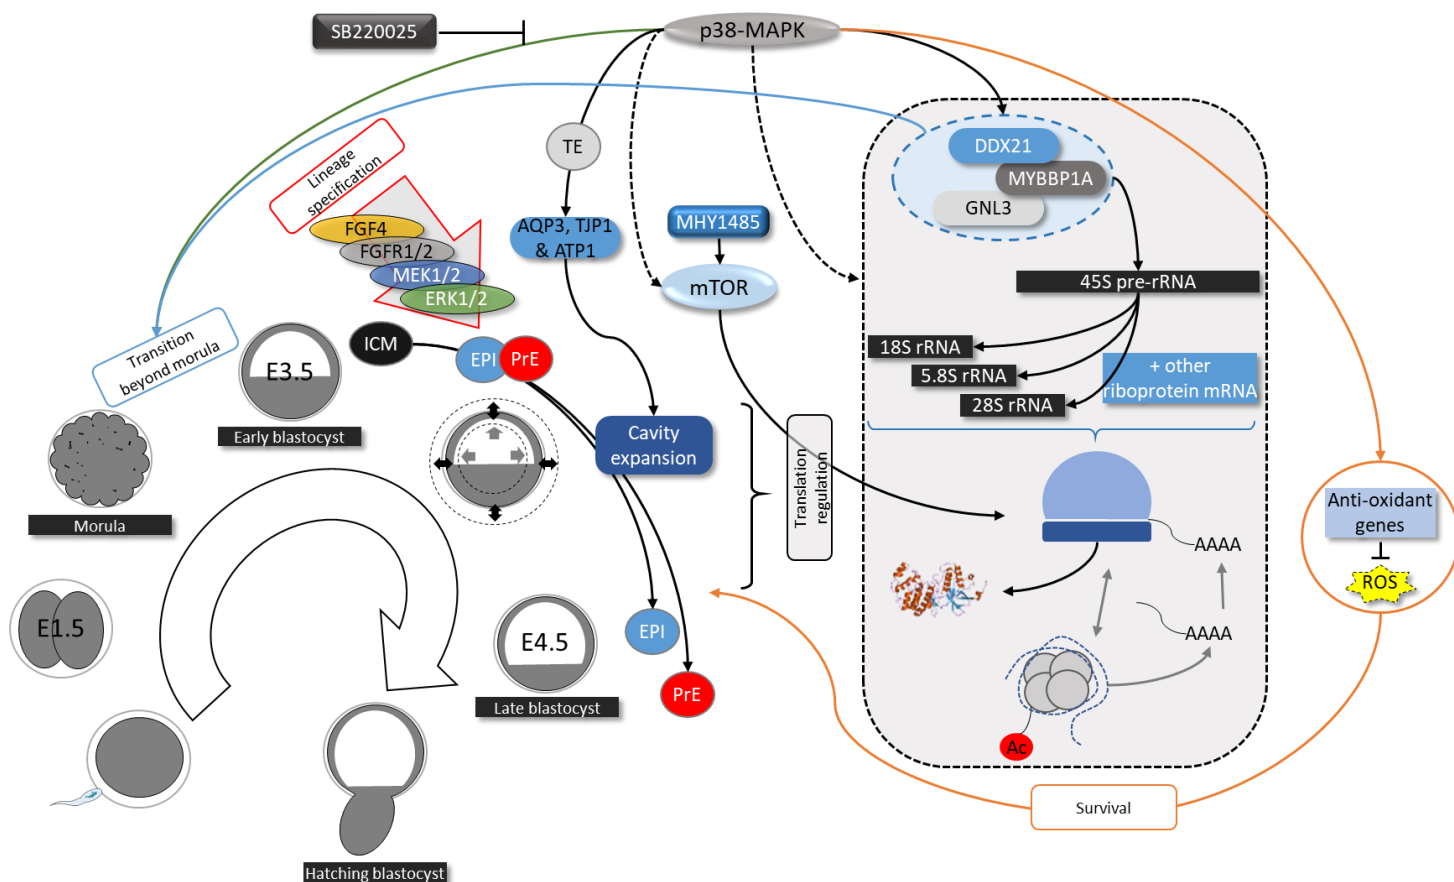 SB220025
p38-MAPK
TE
DDX21
MYBBP1A
GNL3
Lineage
specification
FGF4
FGFR1/2
MEK1/2
ERK1/2
AQP3, TJP1
& ATP1
MHY1485
mTOR
45S pre-rRNA
18S rRNA
5.8S rRNA
28S rRNA
+ other
riboprotein mRNA
Transition
beyond morula
ICM
EPI
PrE
E3.5
Early blastocyst
Morula
Cavity
expansion
Translation
regulation
AAAA
AAAA
Anti-oxidant
genes
ROS
E1.5
E4.5
Late blastocyst
EPI
PrE
Ac
Survival
Hatching blastocyst